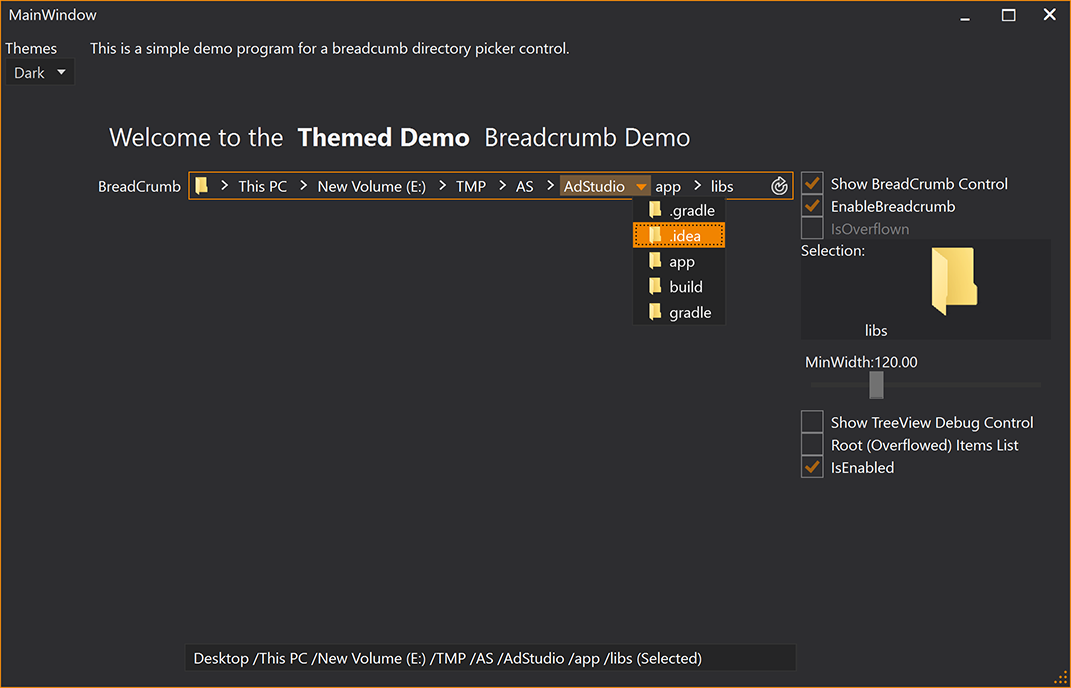 MainWindow
Themes
This is a simple demo program for a breadcumb directory picker control.
Dark
Welcome to the Themed Demo Breadcrumb Demo
BreadCrumb
This PC
New Volume (E:)
TMP
AS
AdStudio
app
libs
.gradle
.idea
app
build
gradle
Show BreadCrumb Control
EnableBreadcrumb
IsOverflown
Selection:
libs
MinWidth:120.00
Show TreeView Debug Control
Root (Overflowed) Items List
IsEnabled
Desktop /This PC /New Volume (E:) /TMP /AS /AdStudio /app /libs (Selected)